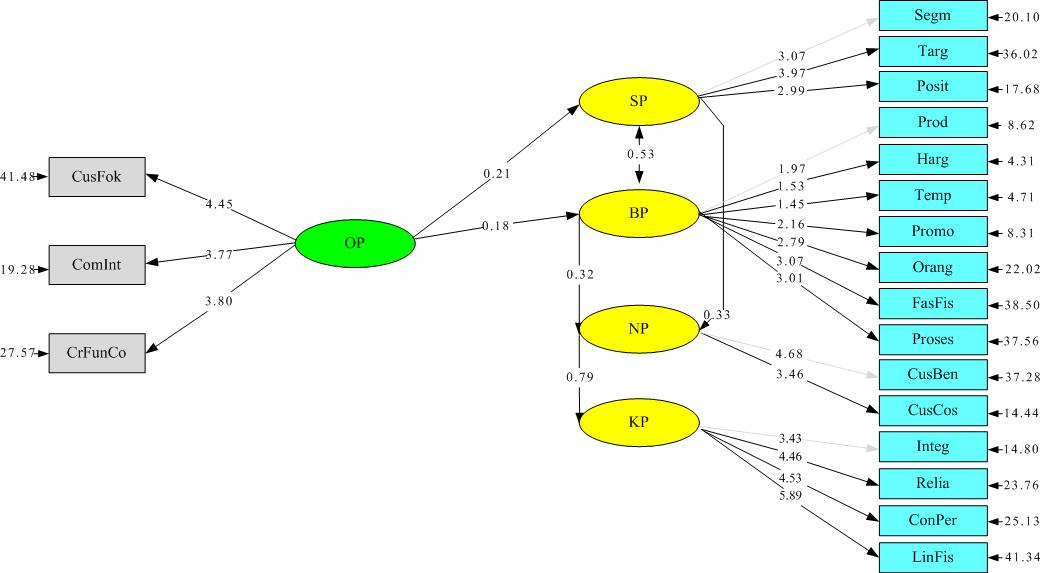 41.48
CusFok
4.45
19.28
ComInt
3.77
27.57
CrFunCo
3.80
OP
0.21
0.18
SP
0.53
BP
0.32
0.33
NP
0.79
KP
3.07
3.97
2.99
1.97
1.53
1.45
2.16
2.79
3.07
3.01
4.68
3.46
3.43
4.46
4.53
5.89
Segm 20.10
Targ 36.02
Posit 17.68
Prod 8.62
Harg 4.31
Temp 4.71
Promo 8.31
Orang 22.02
FasFis 38.50
Proses 37.56
CusBen 37.28
CusCos 14.44
Integ 14.80
Relia 23.76
ConPer 25.13
LinFis 41.34